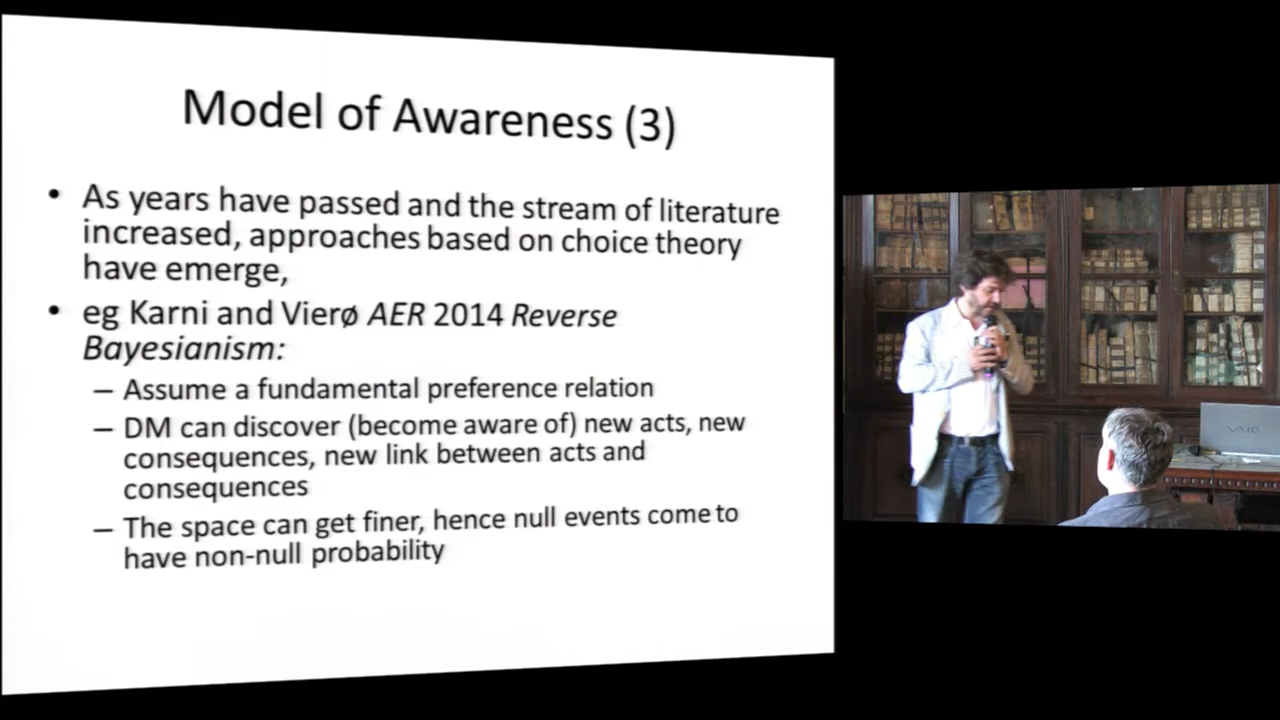 Model of Awareness (3)
• As years have passed and the stream of literature
increased, approaches based on choice theory
have emerge,
• eg Karni and Vierø AER 2014 Reverse
Bayesianism:
– Assume a fundamental preference relation
– DM can discover (become aware of) new acts, new
consequences, new link between acts and
consequences
– The space can get finer, hence null events come to
have non-null probability
VAIO